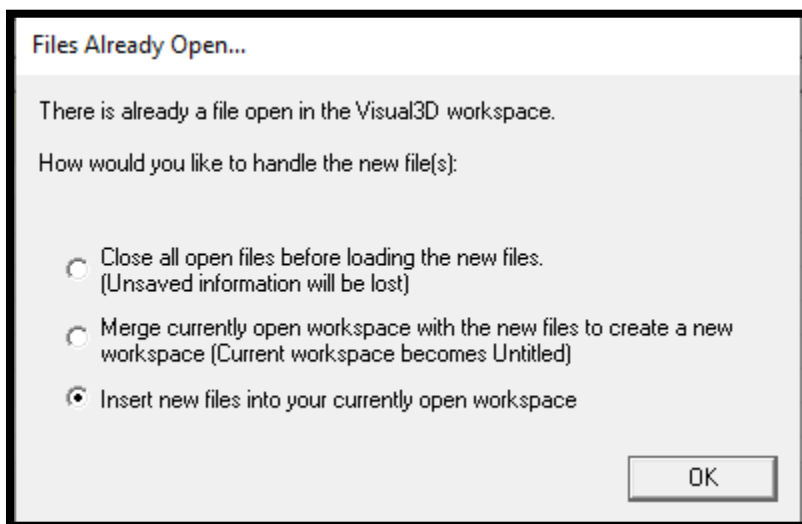 Files Already Open...
There is already a file open in the Visual3D workspace.
How would you like to handle the new file(s):
Close all open files before loading the new files.
(Unsaved information will be lost)
Merge currently open workspace with the new files to create a new
workspace (Current workspace becomes Untitled)
Insert new files into your currently open workspace
OK